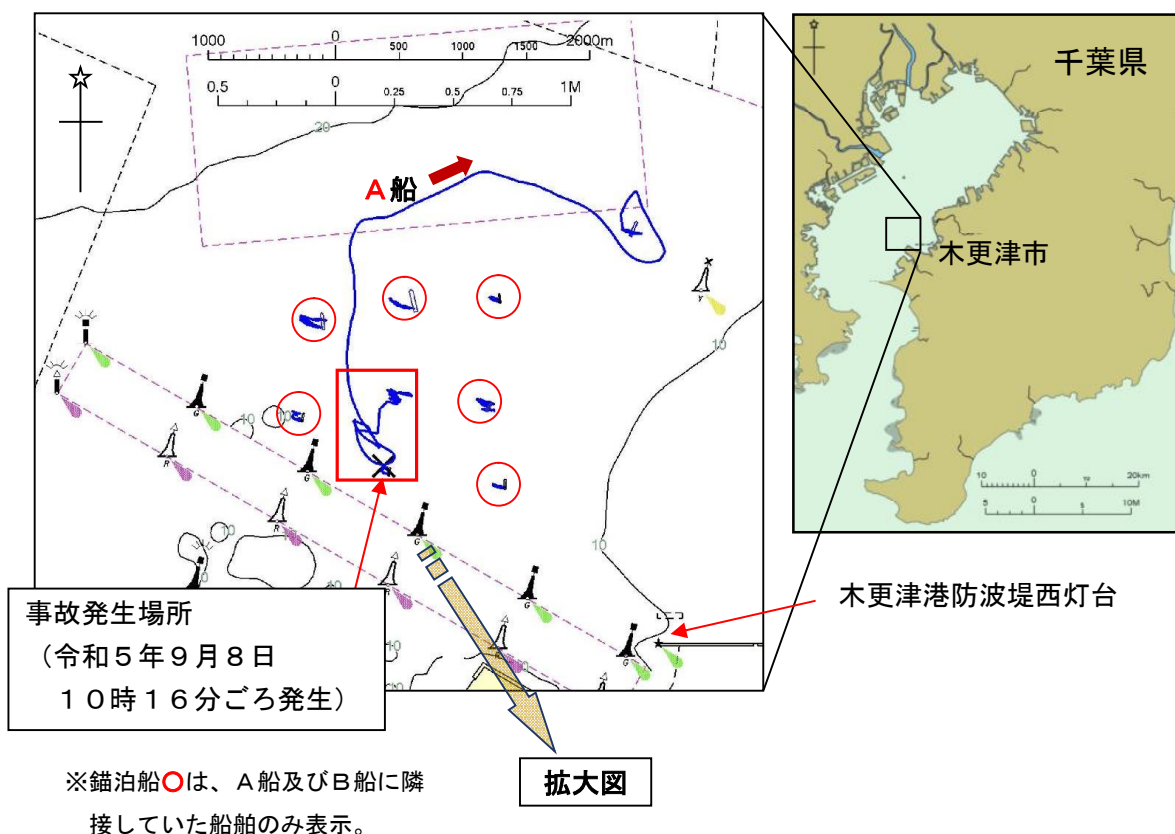 1000 0 500 1000 1500 2000m
0.5 0 0.25 0.5 0.75 1M
20
A船
10
10
10
10
10
10
10
Y
G
G
G
G
G
R
R
R
R
千葉県
木更津市
10 0 10 20km
5 0 5 10M
木更津港防波堤西灯台
事故発生場所
（令和５年９月８日
１０時１６分ごろ発生）
拡大図
※錨泊船○は、Ａ船及びＢ船に隣
接していた船舶のみ表示。